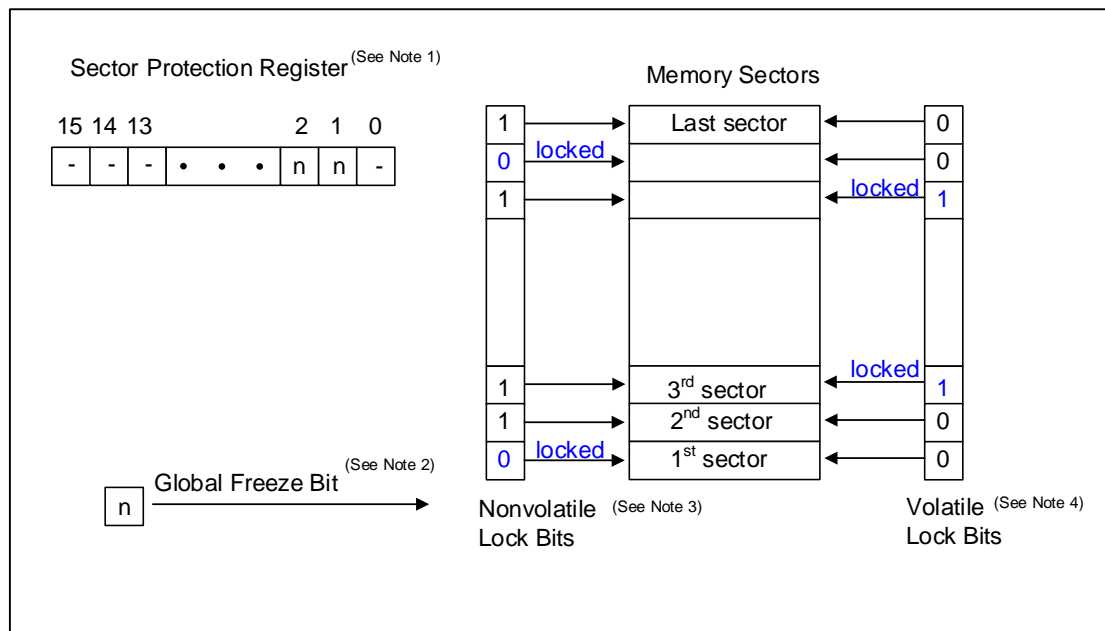 Sector Protection Register (See Note 1)
Memory Sectors
15 14 13 2 1 0
- - - • • • n n -
1 Last sector 0
0 locked 0
1 locked 1
1 3rd sector locked 1
1 2nd sector 0
0 locked 1st sector 0
n Global Freeze Bit (See Note 2)
Nonvolatile (See Note 3)
Lock Bits
Volatile (See Note 4)
Lock Bits